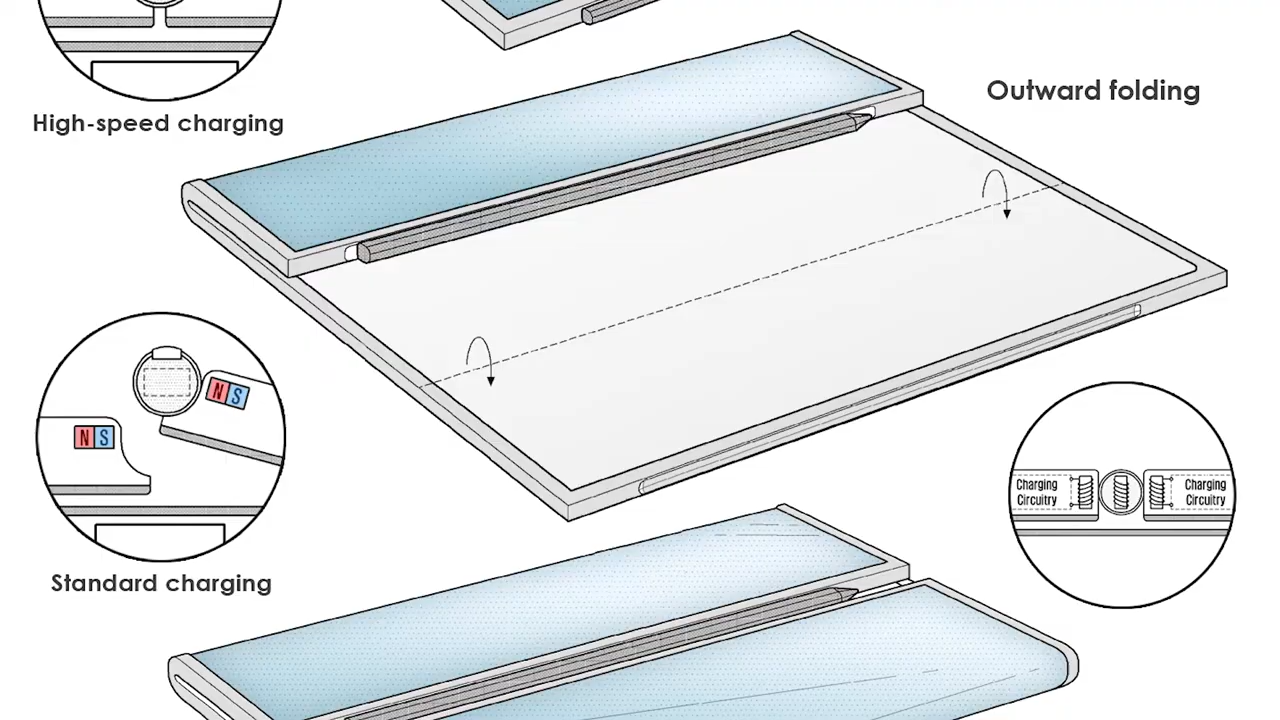 High-speed charging
Outward folding
N S
N S
Standard charging
Charging
Circuitry
Charging
Circuitry